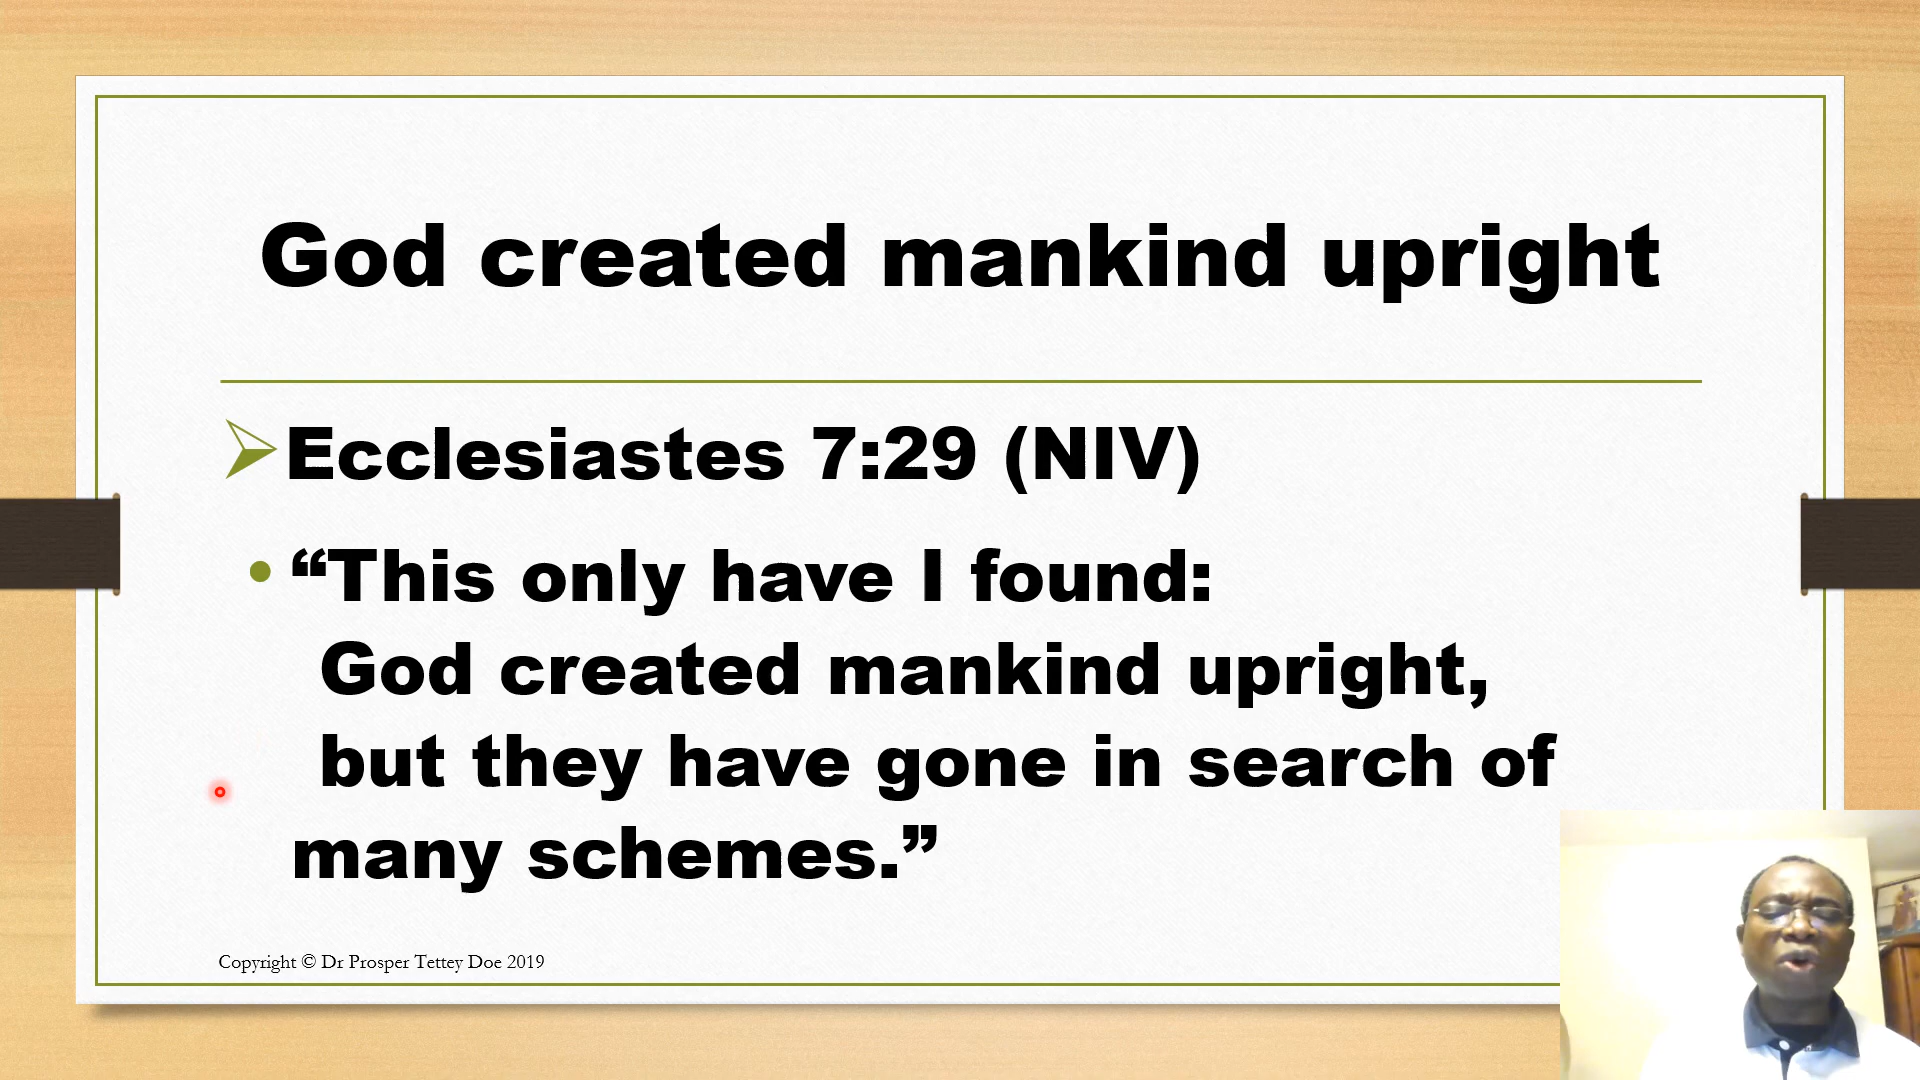 God created mankind upright
Ecclesiastes 7:29 (NIV)
“This only have I found:
God created mankind upright,
but they have gone in search of
many schemes.”
Copyright © Dr Prosper Tettey Doe 2019